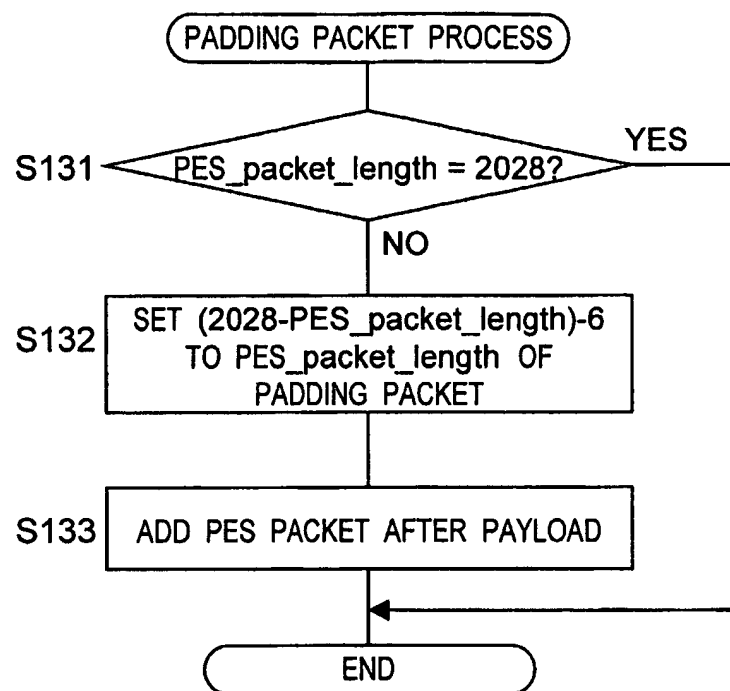 PADDING PACKET PROCESS
S131
PES_packet_length = 2028?
YES
NO
S132
SET (2028-PES_packet_length)-6
TO PES_packet_length OF
PADDING PACKET
S133
ADD PES PACKET AFTER PAYLOAD
END